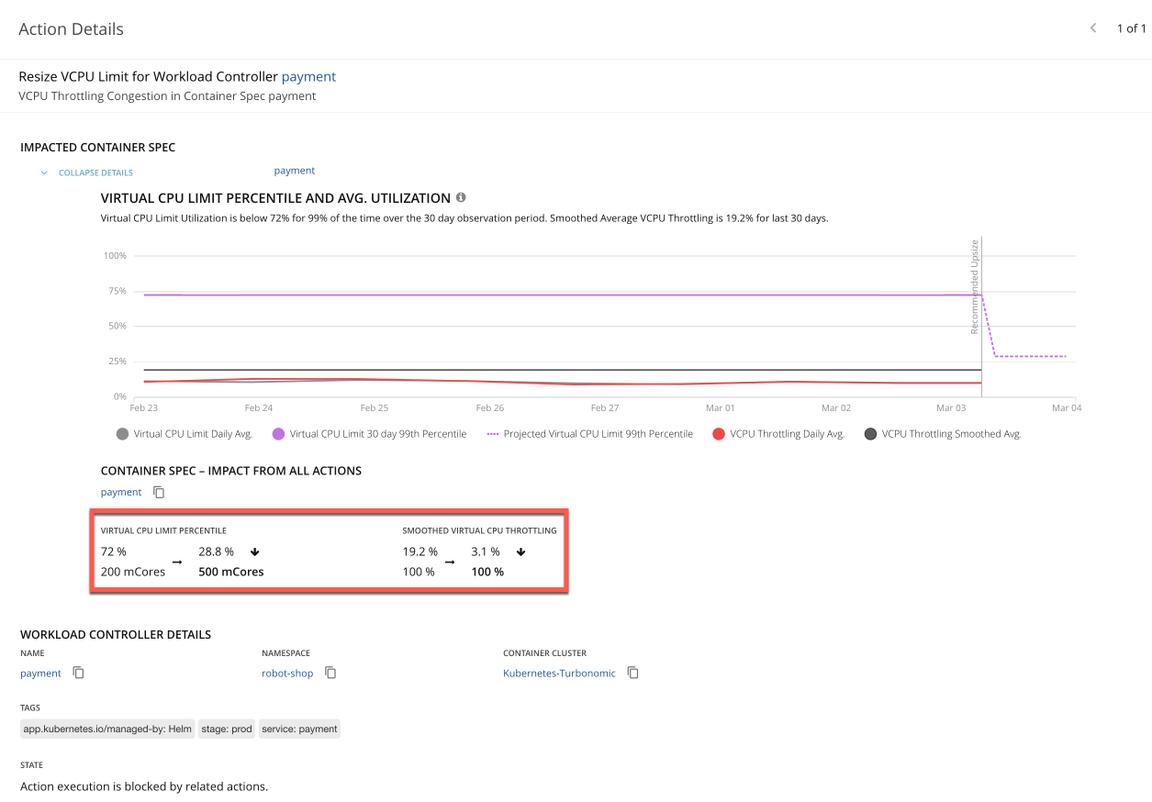 Action Details
1 of 1
Resize VCPU Limit for Workload Controller payment
VCPU Throttling Congestion in Container Spec payment
IMPACTED CONTAINER SPEC
COLLAPSE DETAILS
payment
VIRTUAL CPU LIMIT PERCENTILE AND AVG. UTILIZATION
Virtual CPU Limit Utilization is below 72% for 99% of the time over the 30 day observation period. Smoothed Average VCPU Throttling is 19.2% for last 30 days.
100%
75%
50%
25%
0%
Recommended Upsize
Feb 23 Feb 24 Feb 25 Feb 26 Feb 27 Mar 01 Mar 02 Mar 03 Mar 04
Virtual CPU Limit Daily Avg. Virtual CPU Limit 30 day 99th Percentile Projected Virtual CPU Limit 99th Percentile VCPU Throttling Daily Avg. VCPU Throttling Smoothed Avg.
CONTAINER SPEC – IMPACT FROM ALL ACTIONS
payment
VIRTUAL CPU LIMIT PERCENTILE SMOOTHED VIRTUAL CPU THROTTLING
72 % 28.8 % 19.2 % 3.1 %
200 mCores 500 mCores 100 % 100 %
WORKLOAD CONTROLLER DETAILS
NAME NAMESPACE CONTAINER CLUSTER
payment robot-shop Kubernetes-Turbonomic
TAGS
app.kubernetes.io/managed-by: Helm stage: prod service: payment
STATE
Action execution is blocked by related actions.